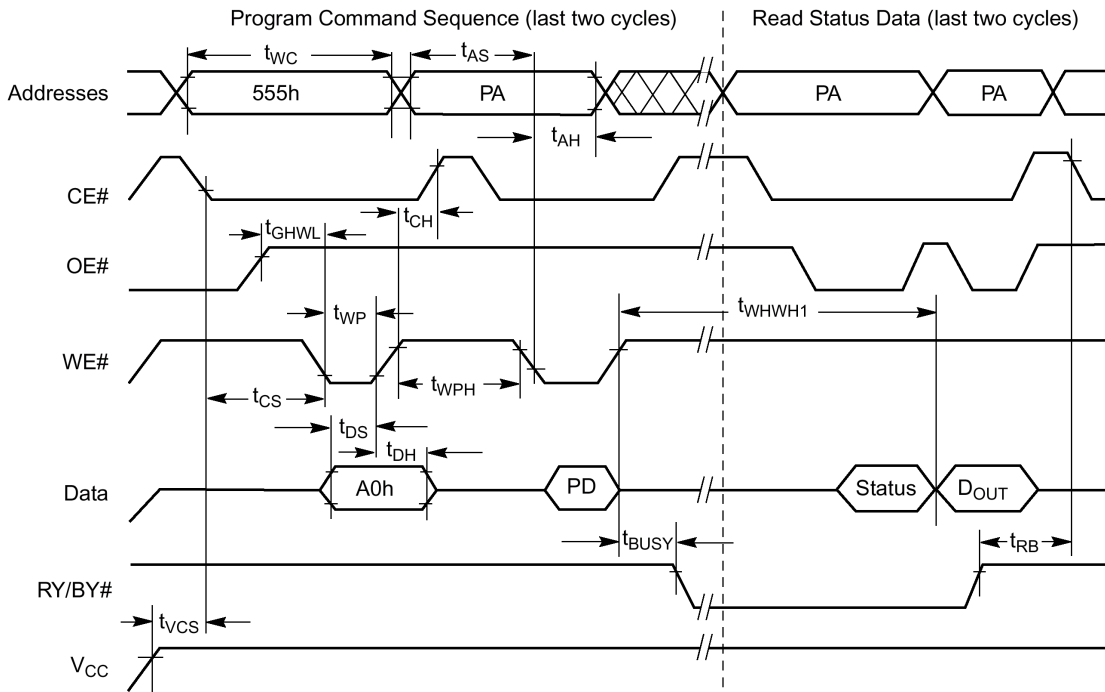 Program Command Sequence (last two cycles)
Read Status Data (last two cycles)
tWC
tAS
Addresses
555h
PA
PA
PA
tAH
CE#
tCH
tGHWL
OE#
tWP
tWHWH1
WE#
tWPH
tCS
tDS
tDH
Data
A0h
PD
Status
DOUT
tBUSY
tRB
RY/BY#
tVCS
VCC